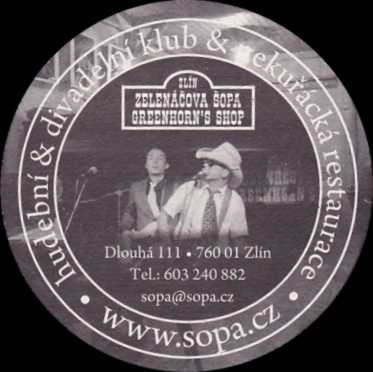 hudební & divadelní klub & nekuřácká restaurace
ZLÍN
ZELENÁČOVA ŠOPA
GREENHORN'S SHOP
Dlouhá 111 • 760 01 Zlín
Tel.: 603 240 882
sopa@sopa.cz
• www.sopa.cz •